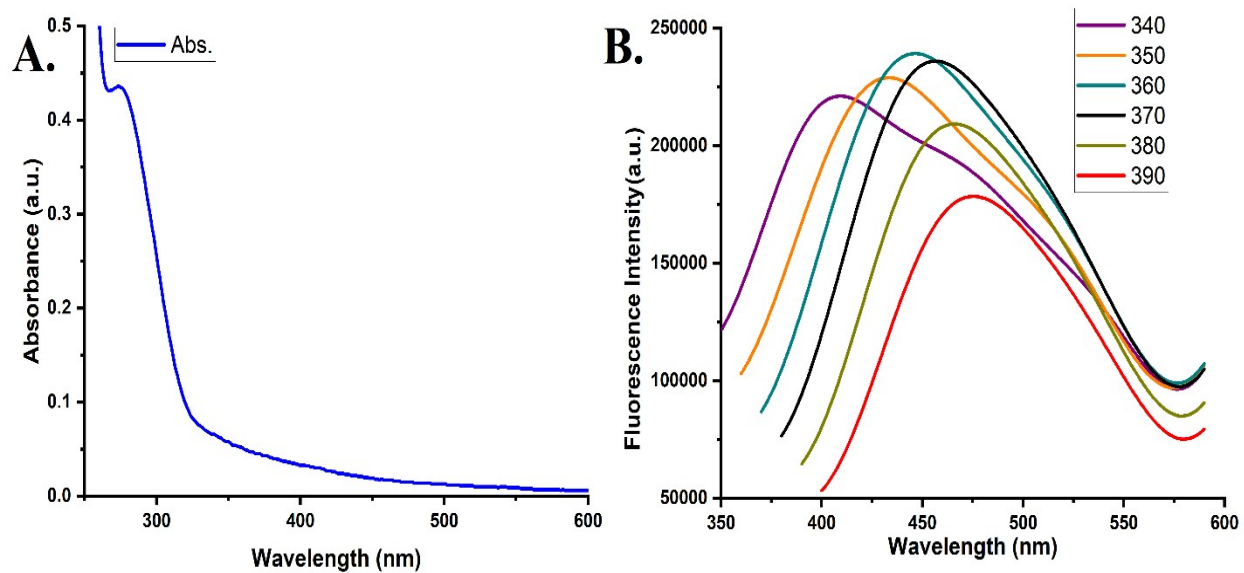 A.
Abs.
0.5
0.4
0.3
0.2
0.1
0.0
Absorbance (a.u.)
300 400 500 600
Wavelength (nm)
B.
340
350
360
370
380
390
250000
200000
150000
100000
50000
Fluorescence Intensity(a.u.)
350 400 450 500 550 600
Wavelength (nm)